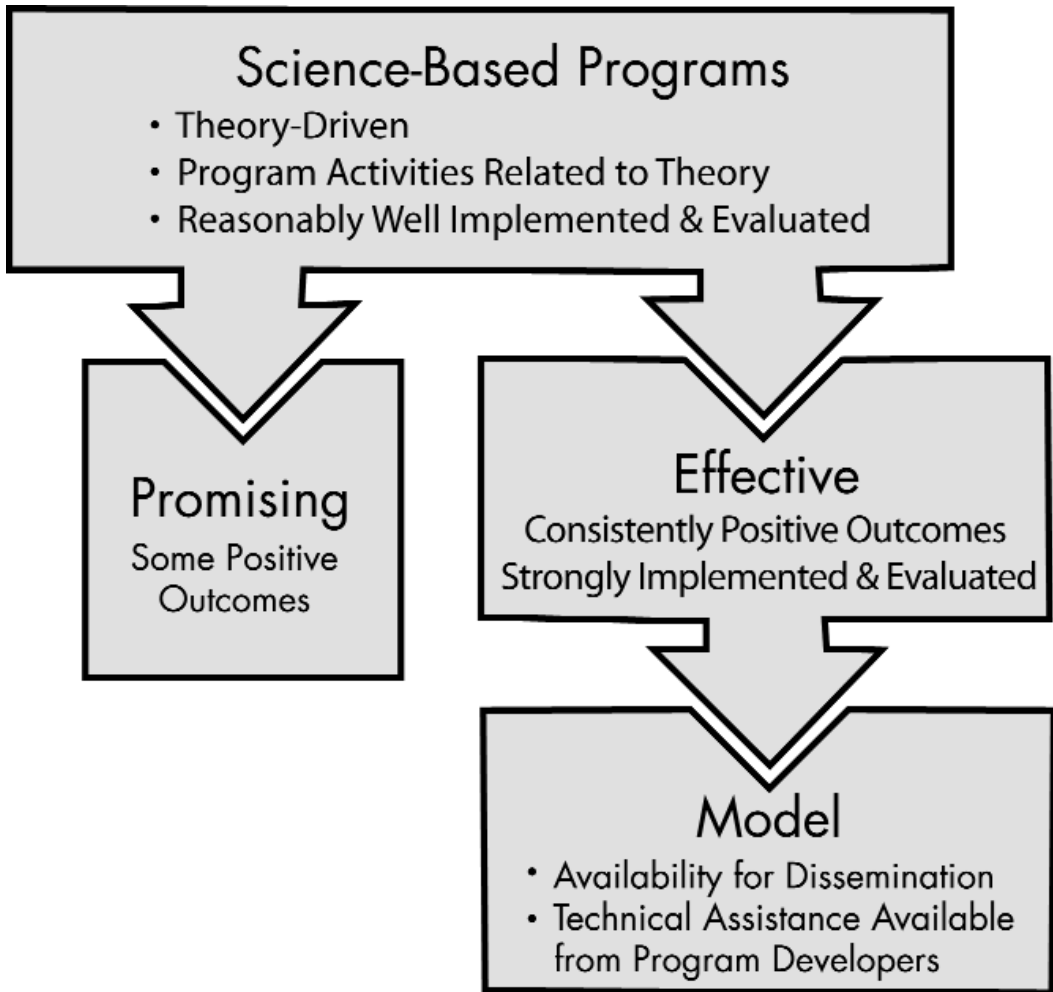 Science-Based Programs
• Theory-Driven
• Program Activities Related to Theory
• Reasonably Well Implemented & Evaluated
Promising
Some Positive
Outcomes
Effective
Consistently Positive Outcomes
Strongly Implemented & Evaluated
Model
• Availability for Dissemination
• Technical Assistance Available
from Program Developers